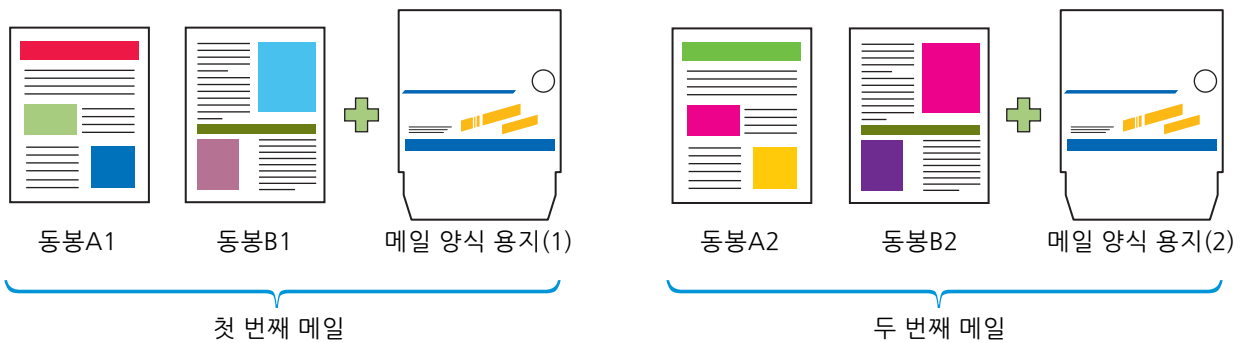 동봉A1
동봉B1
메일 양식 용지(1)
첫 번째 메일
동봉A2
동봉B2
메일 양식 용지(2)
두 번째 메일